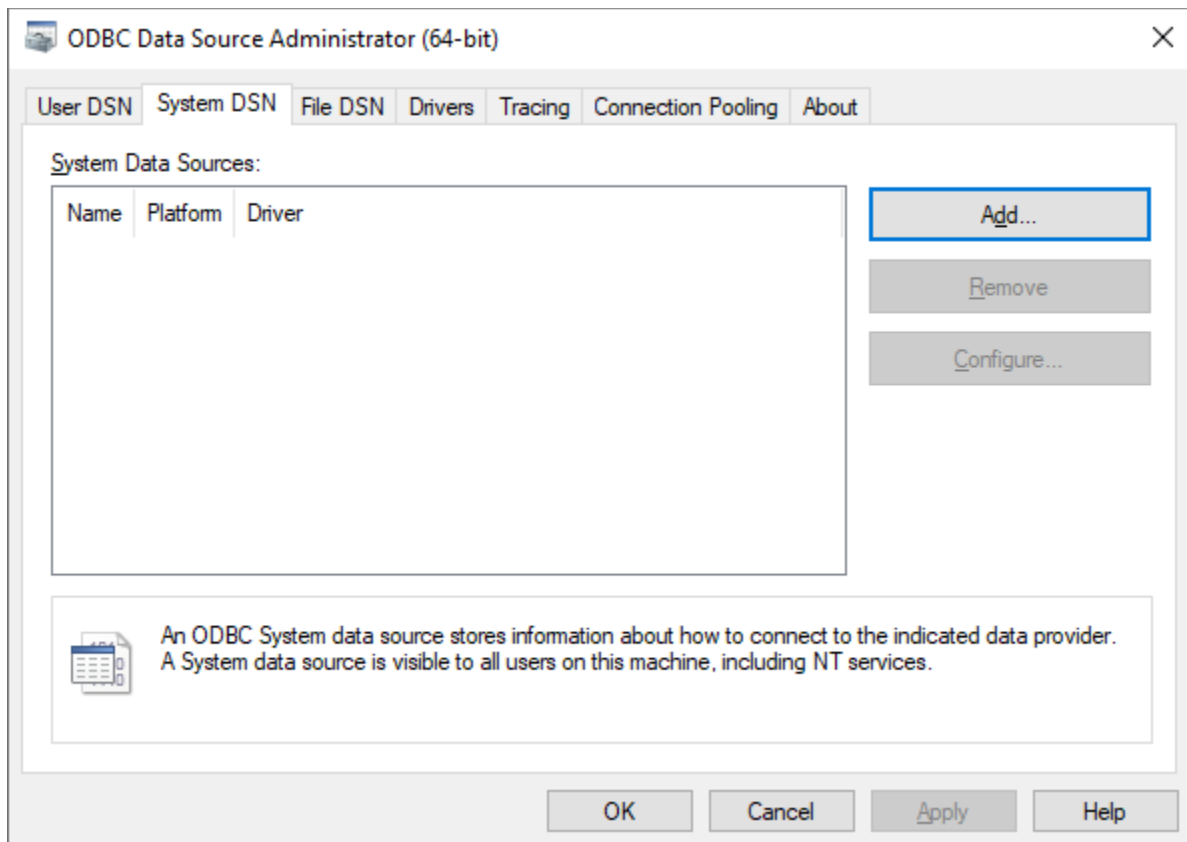 ODBC Data Source Administrator (64-bit)
User DSN System DSN File DSN Drivers Tracing Connection Pooling About
System Data Sources:
Name Platform Driver
Add...
Remove
Configure...
An ODBC System data source stores information about how to connect to the indicated data provider.
A System data source is visible to all users on this machine, including NT services.
OK Cancel Apply Help